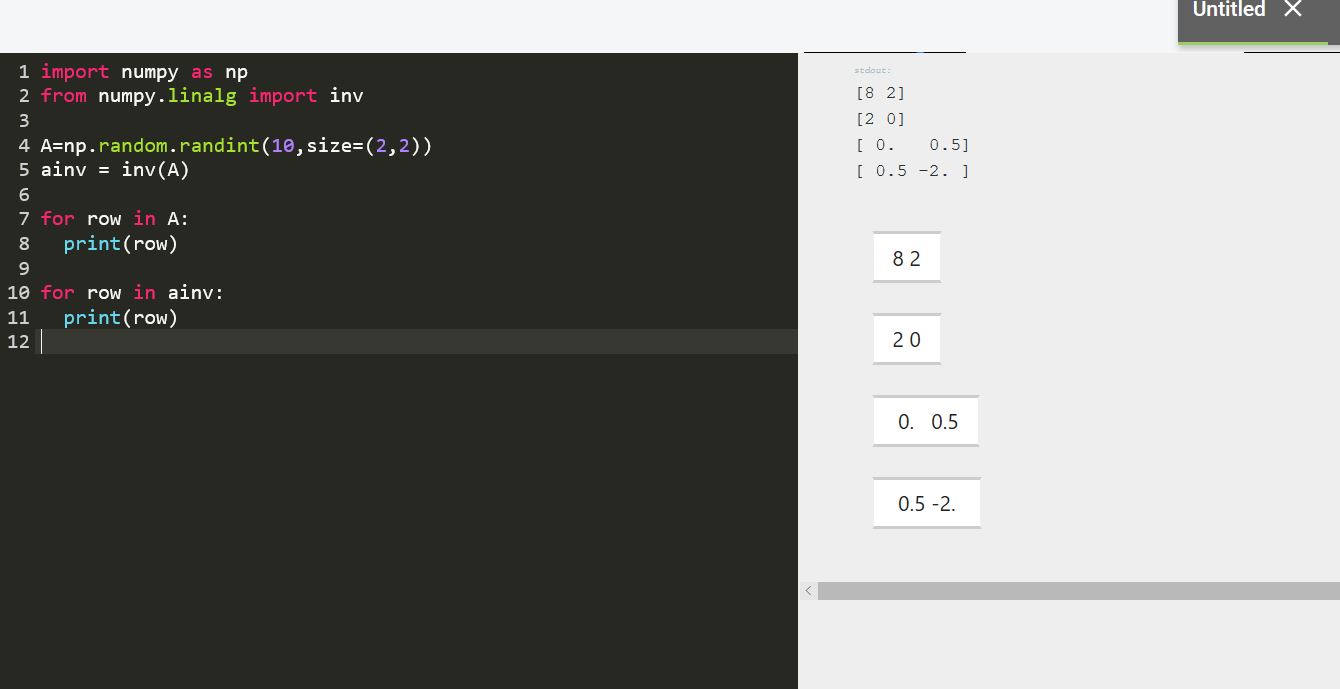 Untitled ×
1 import numpy as np
2 from numpy.linalg import inv
3
4 A=np.random.randint(10,size=(2,2))
5 ainv = inv(A)
6
7 for row in A:
8   print(row)
9
10 for row in ainv:
11   print(row)
12
stdout:
[8 2]
[2 0]
[ 0.   0.5]
[ 0.5 -2. ]
8 2
2 0
0.   0.5
0.5 -2.